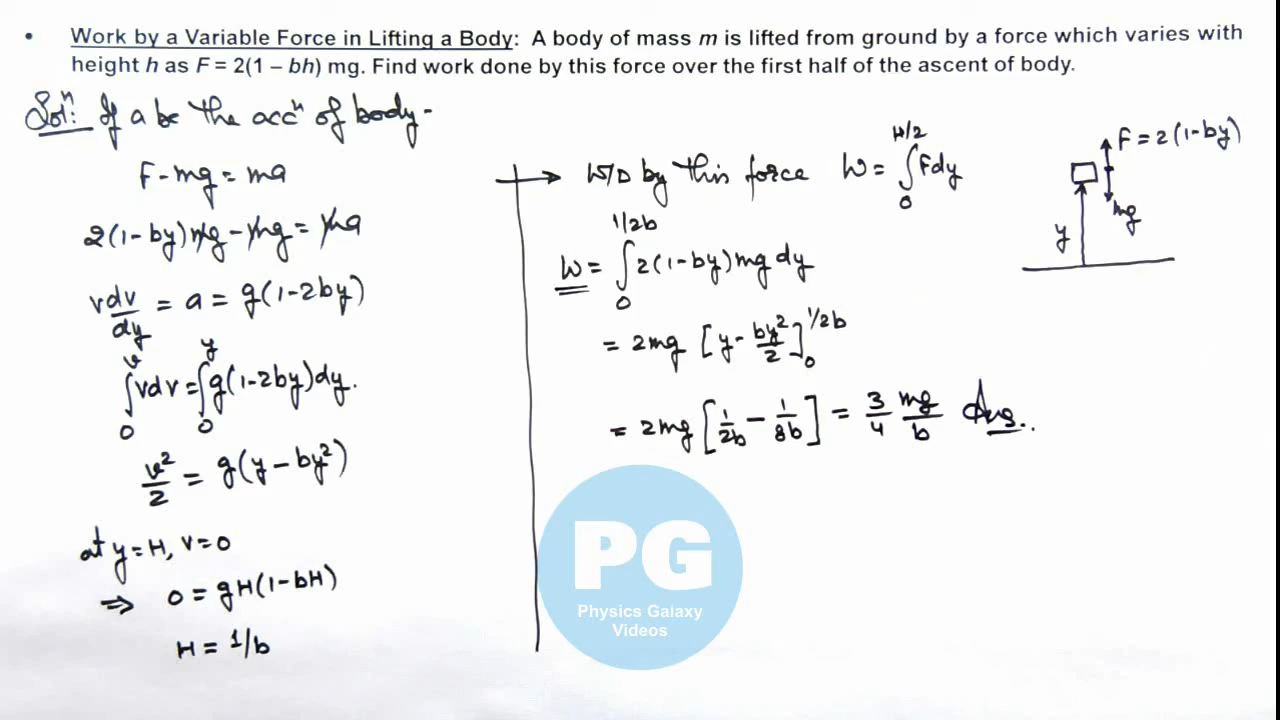 • Work by a Variable Force in Lifting a Body: A body of mass m is lifted from ground by a force which varies with
height h as F = 2(1 – bh) mg. Find work done by this force over the first half of the ascent of body.
Solⁿ: If a be the accⁿ of body-
F - mg = ma
2(1-by)mg - mg = ma
vdv/dy = a = g(1-2by)
∫₀ᵛ vdv = ∫₀ʸ g(1-2by)dy.
v²/2 = g(y - by²)
at y = H, v = 0
⇒ 0 = gH(1-bH)
H = 1/b
→ W/D by this force W = ∫₀^{H/2} Fdy
W = ∫₀^{1/2b} 2(1-by)mg dy
= 2mg [y - by²/2]₀^{1/2b}
= 2mg [1/2b - 1/8b] = 3/4 mg/b Ans..
F = 2(1-by)
mg
y
PG
Physics Galaxy
Videos